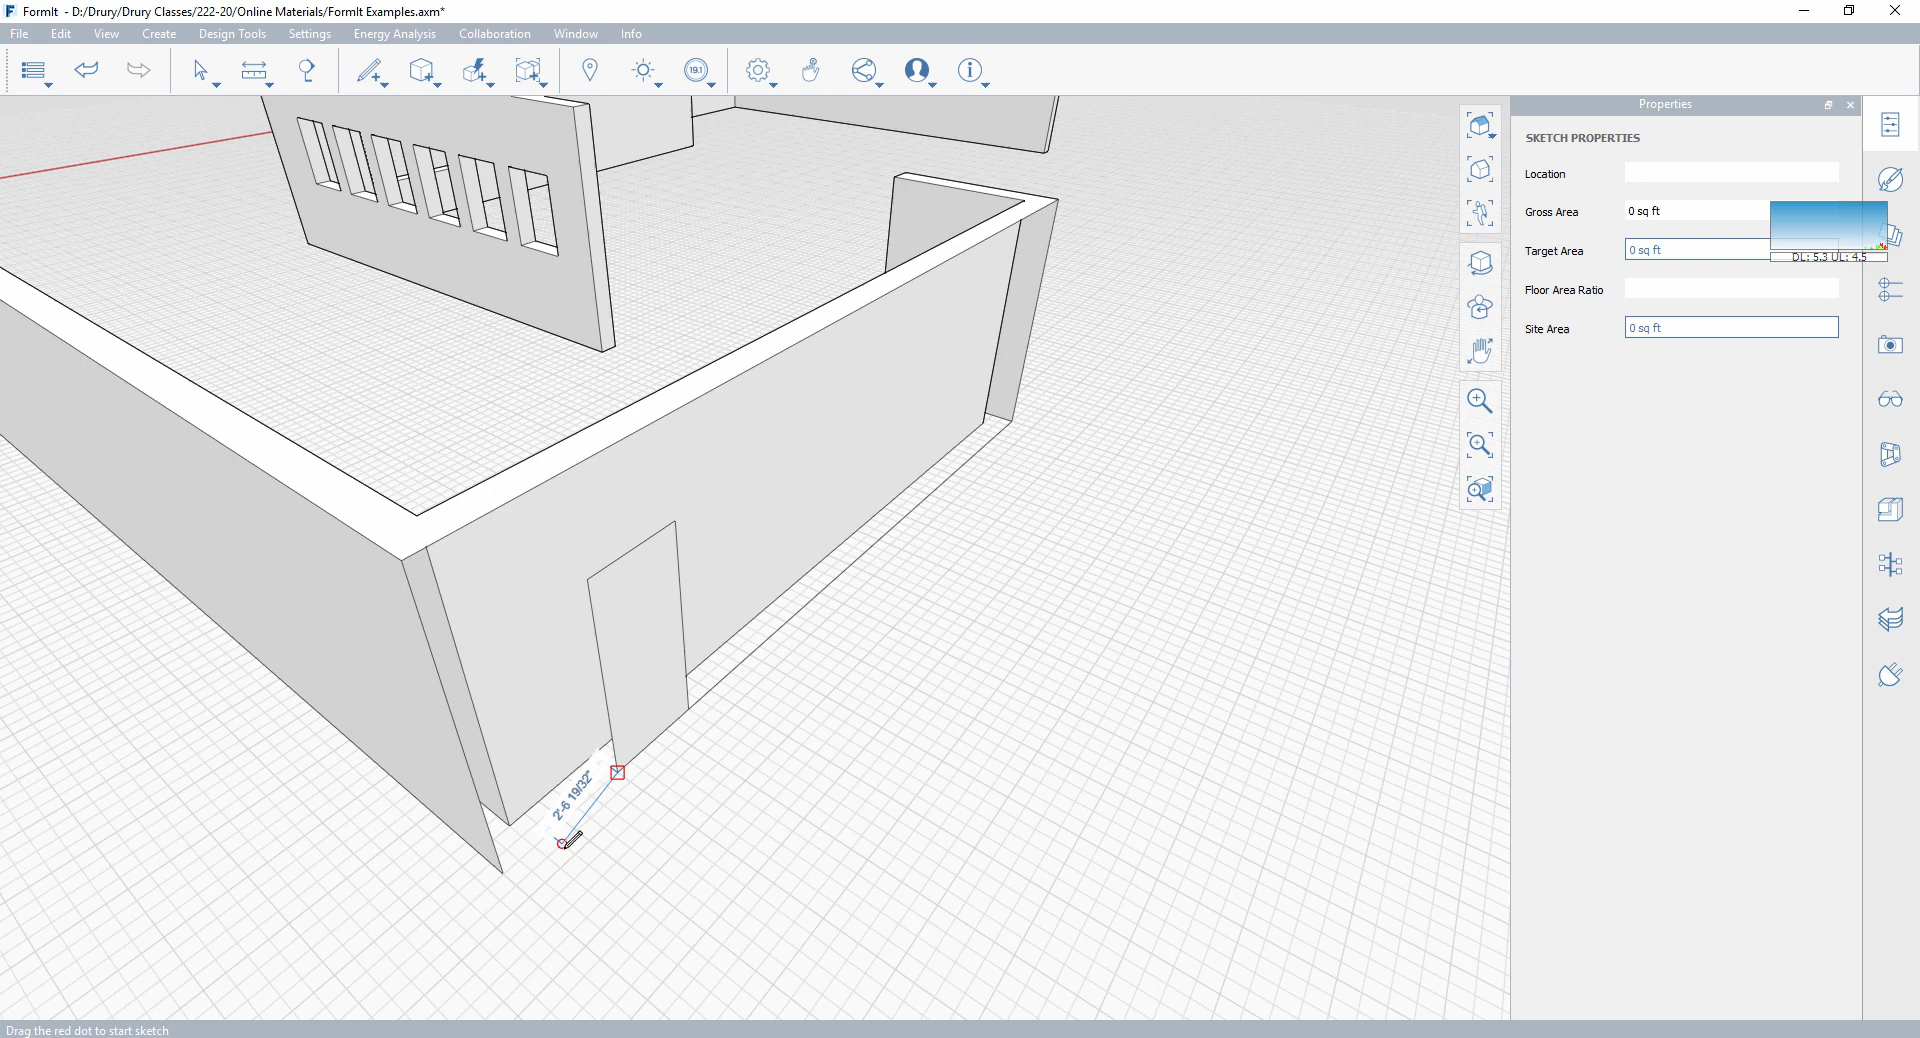 FormIt - D:/Drury/Drury Classes/222-20/Online Materials/FormIt Examples.axm*
File Edit View Create Design Tools Settings Energy Analysis Collaboration Window Info
19.1
Properties
SKETCH PROPERTIES
Location
Gross Area 0 sq ft
Target Area 0 sq ft
DL: 5.3 UL: 4.5
Floor Area Ratio
Site Area 0 sq ft
2'-6 19/32"
Drag the red dot to start sketch